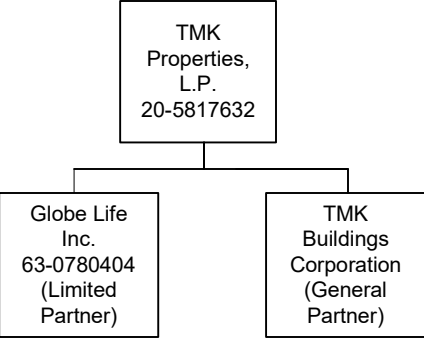 TMK
Properties,
L.P.
20-5817632
Globe Life
Inc.
63-0780404
(Limited
Partner)
TMK
Buildings
Corporation
(General
Partner)